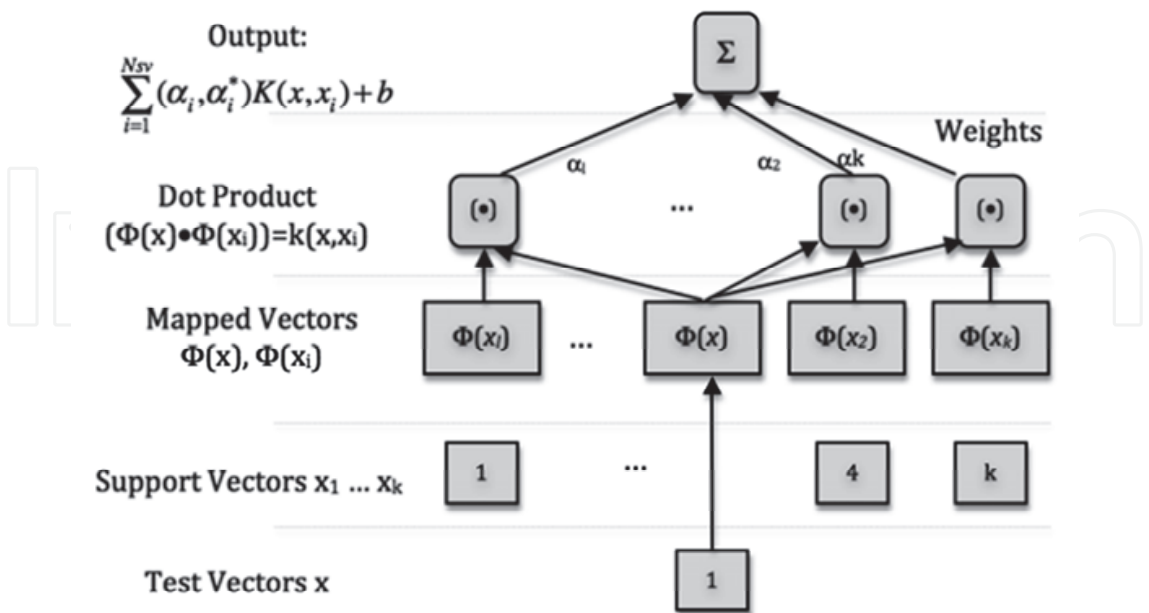 Output:
Σ
Nsv
∑(αᵢ,αᵢ*)K(x,xᵢ)+b
i=1
Weights
αₗ
α₂
αk
Dot Product
(Φ(x)●Φ(xᵢ))=k(x,xᵢ)
(•)
...
(•)
(•)
Mapped Vectors
Φ(x), Φ(xᵢ)
Φ(xₗ)
...
Φ(x)
Φ(x₂)
Φ(xₖ)
Support Vectors x₁ ... xₖ
1
...
4
k
Test Vectors x
1